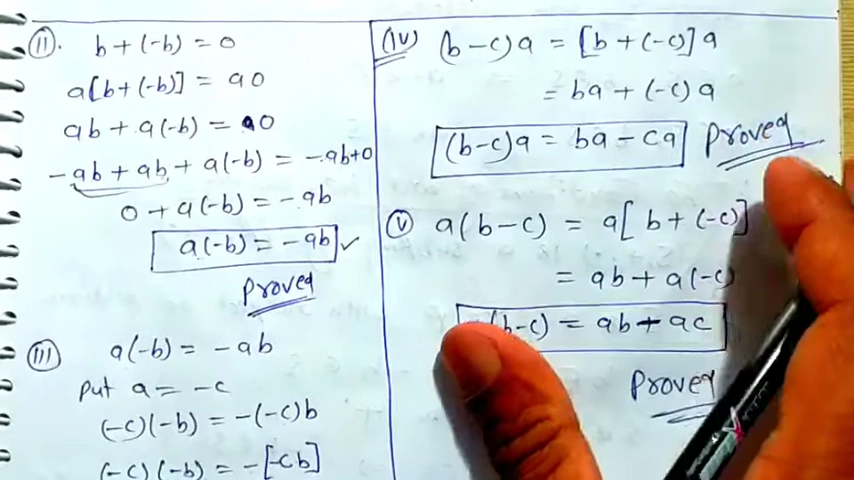 (II). b + (-b) = 0
a[b + (-b)] = a0
ab + a(-b) = 0
-ab + ab + a(-b) = -ab+0
0 + a(-b) = -ab
a(-b) = -ab ✓
Proved
(III) a(-b) = -ab
Put a = -c
(-c)(-b) = -(-c)b
(-c)(-b) = -[-cb]
(IV) (b-c)a = [b + (-c)] a
= ba + (-c) a
(b-c)a = ba - ca Proved
(V) a(b-c) = a[b + (-c)]
= ab + a(-c)
(b-c) = ab - ac
Proved